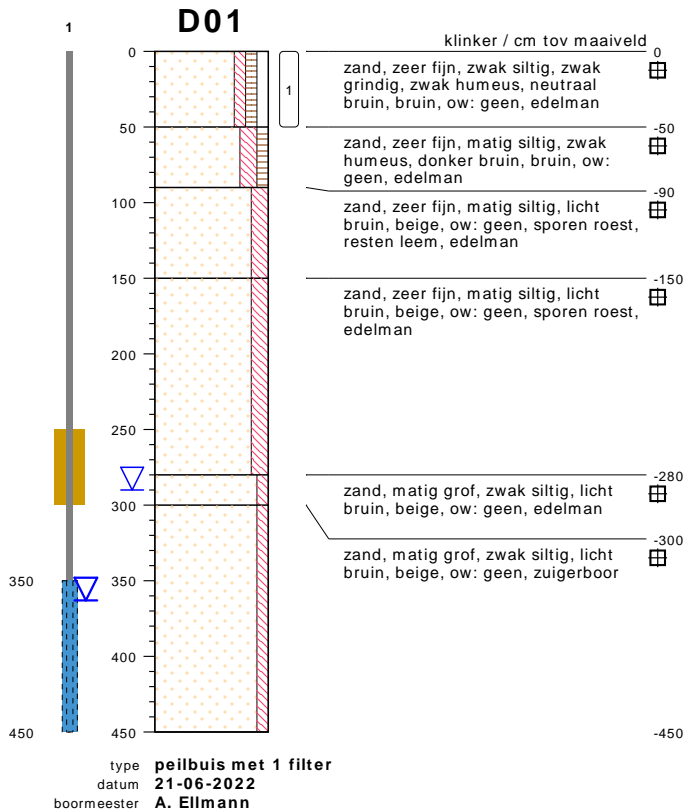 1
D01
klinker / cm tov maaiveld
0
0
zand, zeer fijn, zwak siltig, zwak
grindig, zwak humeus, neutraal
bruin, bruin, ow: geen, edelman
1
50
-50
zand, zeer fijn, matig siltig, zwak
humeus, donker bruin, bruin, ow:
geen, edelman
-90
100
zand, zeer fijn, matig siltig, licht
bruin, beige, ow: geen, sporen roest,
resten leem, edelman
150
-150
zand, zeer fijn, matig siltig, licht
bruin, beige, ow: geen, sporen roest,
edelman
200
250
-280
zand, matig grof, zwak siltig, licht
bruin, beige, ow: geen, edelman
300
-300
zand, matig grof, zwak siltig, licht
bruin, beige, ow: geen, zuigerboor
350
350
400
450
450
-450
type peilbuis met 1 filter
datum 21-06-2022
boormeester A. Ellmann